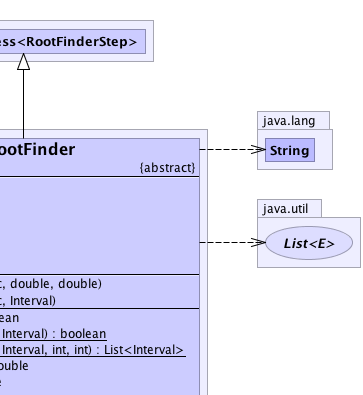 ess<RootFinderStep>
java.lang
String
ootFinder
{abstract}
java.util
List<E>
t, double, double)
t, Interval)
ean
Interval) : boolean
Interval, int, int) : List<Interval>
ouble
e